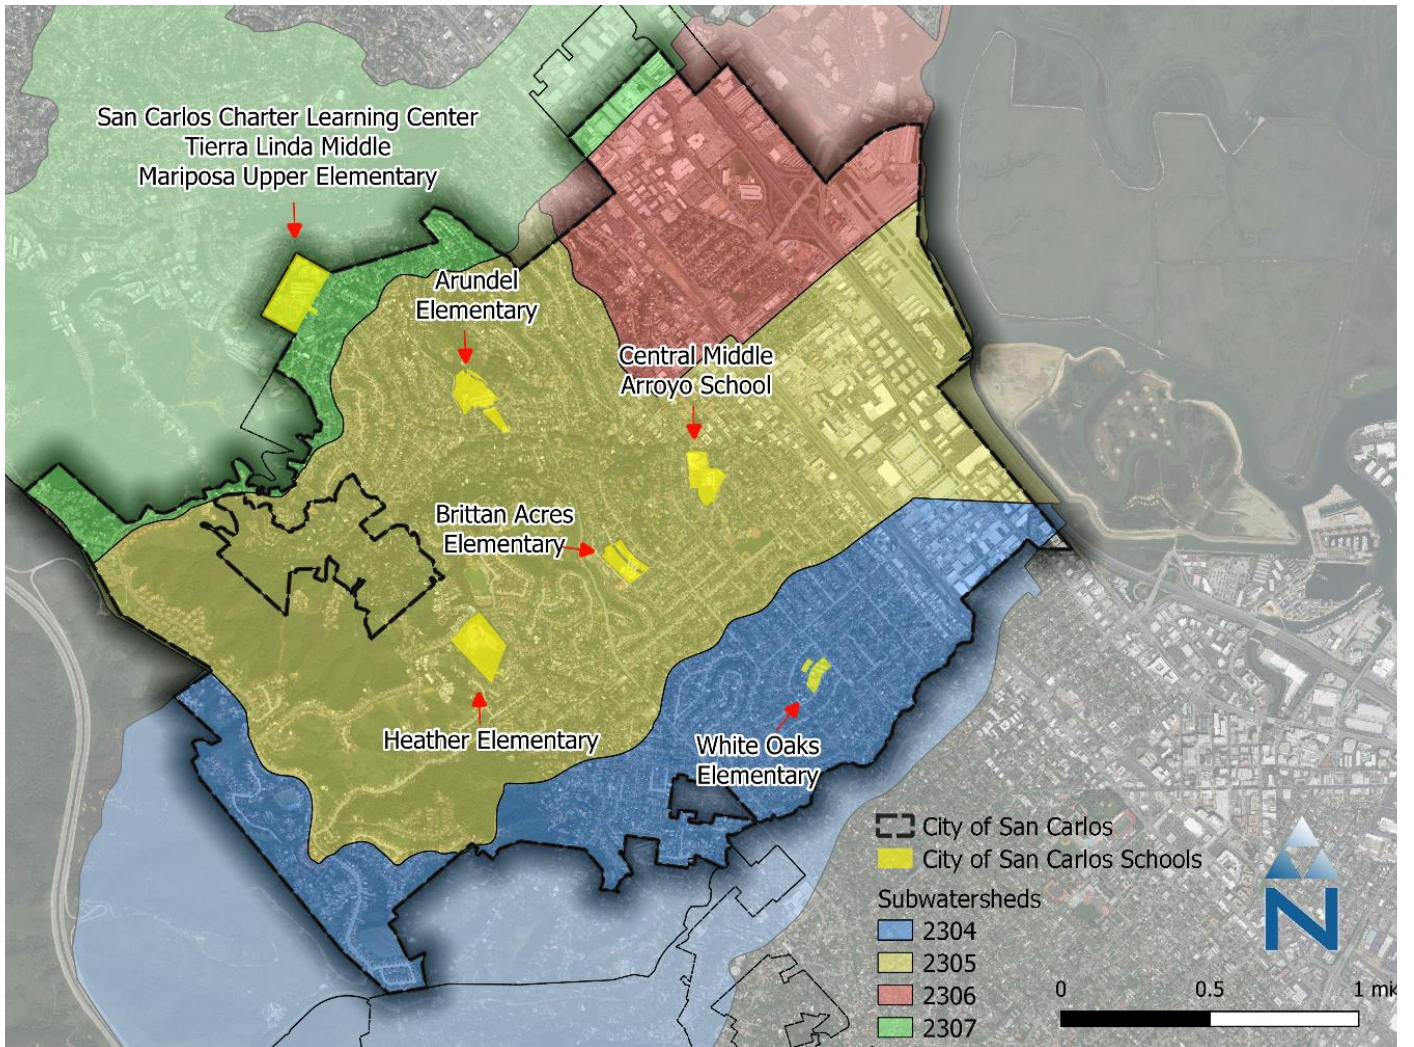 San Carlos Charter Learning Center
Tierra Linda Middle
Mariposa Upper Elementary
Arundel
Elementary
Central Middle
Arroyo School
Brittan Acres
Elementary
Heather Elementary
White Oaks
Elementary
City of San Carlos
City of San Carlos Schools
Subwatersheds
2304
2305
2306
2307
N
0 0.5 1 mi